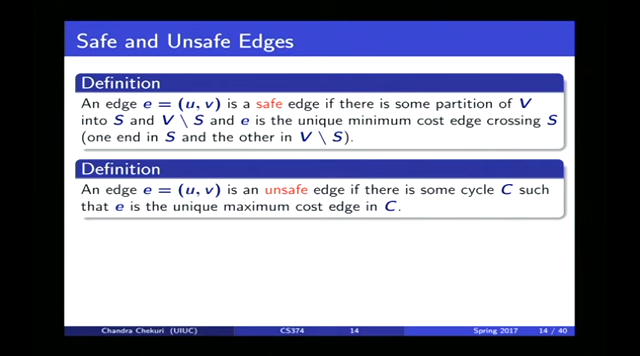 Safe and Unsafe Edges
Definition
An edge e = (u, v) is a safe edge if there is some partition of V
into S and V \ S and e is the unique minimum cost edge crossing S
(one end in S and the other in V \ S).
Definition
An edge e = (u, v) is an unsafe edge if there is some cycle C such
that e is the unique maximum cost edge in C.
Chandra Chekuri (UIUC) CS374 14 Spring 2017 14 / 40